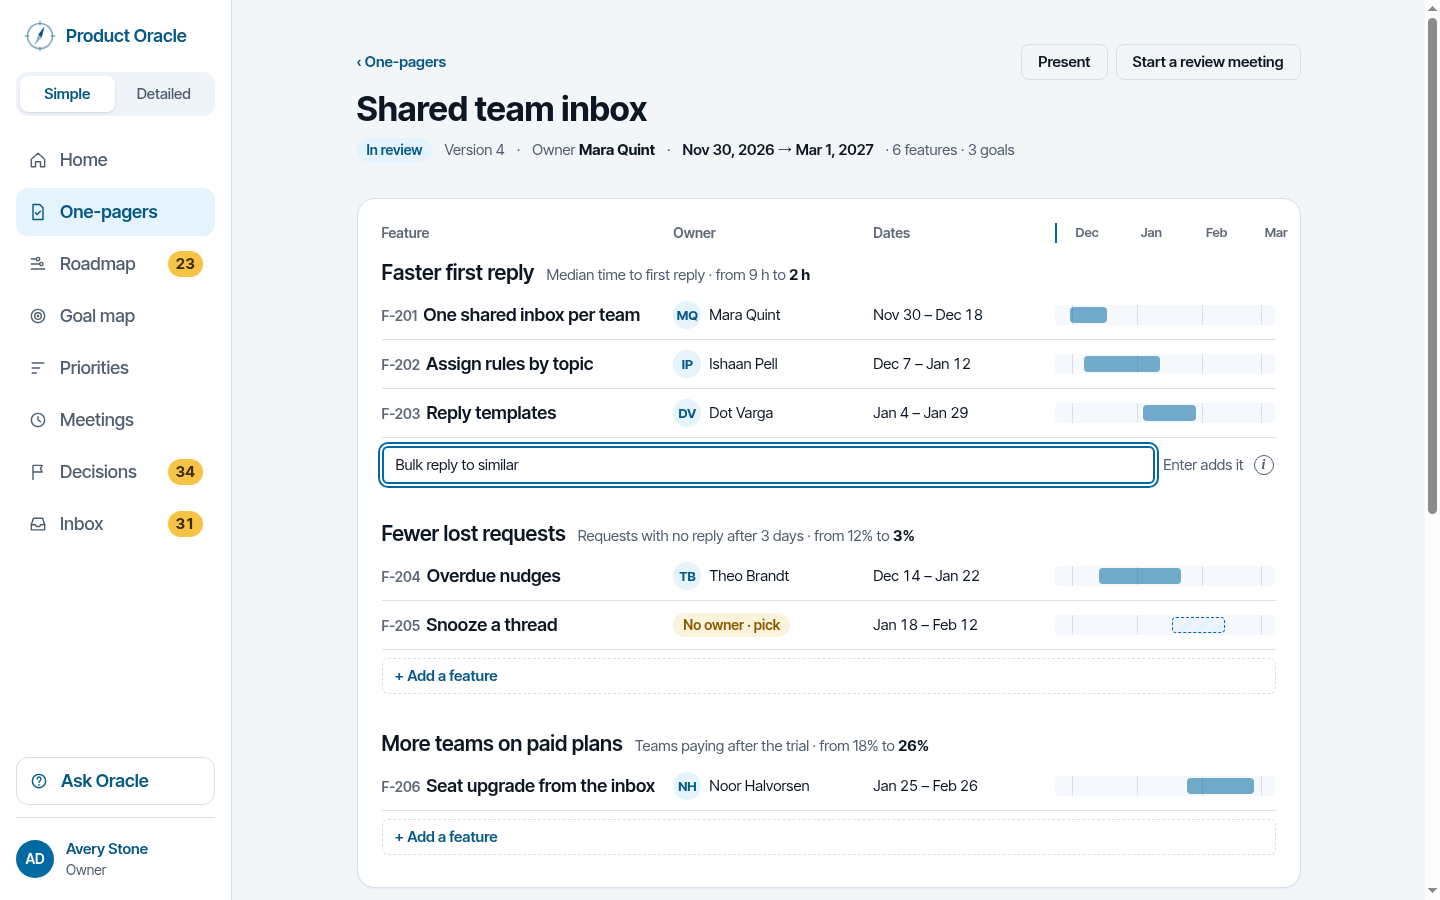 Product Oracle
Simple Detailed
Home
One-pagers
Roadmap 23
Goal map
Priorities
Meetings
Decisions 34
Inbox 31
Ask Oracle
AD Avery Stone
Owner
‹ One-pagers
Present Start a review meeting
Shared team inbox
In review Version 4 · Owner Mara Quint · Nov 30, 2026 → Mar 1, 2027 · 6 features · 3 goals
Feature Owner Dates Dec Jan Feb Mar
Faster first reply Median time to first reply · from 9 h to 2 h
F-201 One shared inbox per team MQ Mara Quint Nov 30 – Dec 18
F-202 Assign rules by topic IP Ishaan Pell Dec 7 – Jan 12
F-203 Reply templates DV Dot Varga Jan 4 – Jan 29
Bulk reply to similar Enter adds it i
Fewer lost requests Requests with no reply after 3 days · from 12% to 3%
F-204 Overdue nudges TB Theo Brandt Dec 14 – Jan 22
F-205 Snooze a thread No owner · pick Jan 18 – Feb 12
+ Add a feature
More teams on paid plans Teams paying after the trial · from 18% to 26%
F-206 Seat upgrade from the inbox NH Noor Halvorsen Jan 25 – Feb 26
+ Add a feature